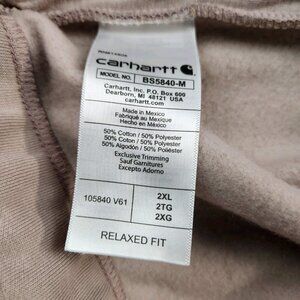 carhartt
MODEL NO. BS5840-M
Carhartt, Inc. P.O. Box 600
Dearborn, MI 48121 USA
carhartt.com
Made in Mexico
Fabriqué au Mexique
Hecho en México
50% Cotton / 50% Polyester
50% Coton / 50% Polyester
50% Algodón / 50% Poliéster
Exclusive Trimming
Sauf Garnitures
Excepto Adorno
105840 V61
2XL
2TG
2XG
RELAXED FIT